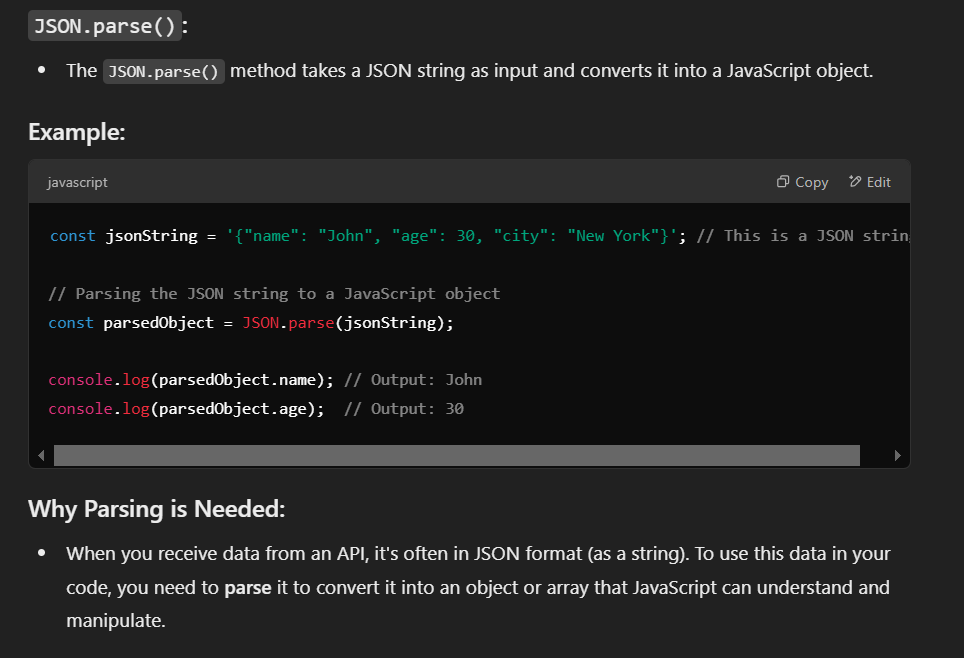 JSON.parse():
• The JSON.parse() method takes a JSON string as input and converts it into a JavaScript object.
Example:
javascript Copy Edit
const jsonString = '{"name": "John", "age": 30, "city": "New York"}'; // This is a JSON strin
// Parsing the JSON string to a JavaScript object
const parsedObject = JSON.parse(jsonString);
console.log(parsedObject.name); // Output: John
console.log(parsedObject.age);  // Output: 30
Why Parsing is Needed:
• When you receive data from an API, it's often in JSON format (as a string). To use this data in your
code, you need to parse it to convert it into an object or array that JavaScript can understand and
manipulate.